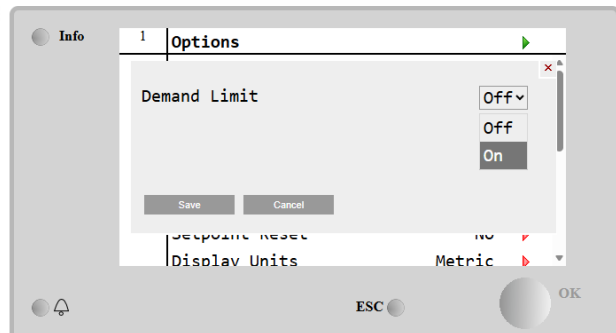 Info
1 Options
Demand Limit Off
Off
On
Save Cancel
Setpoint Reset No
Display Units Metric
ESC
OK